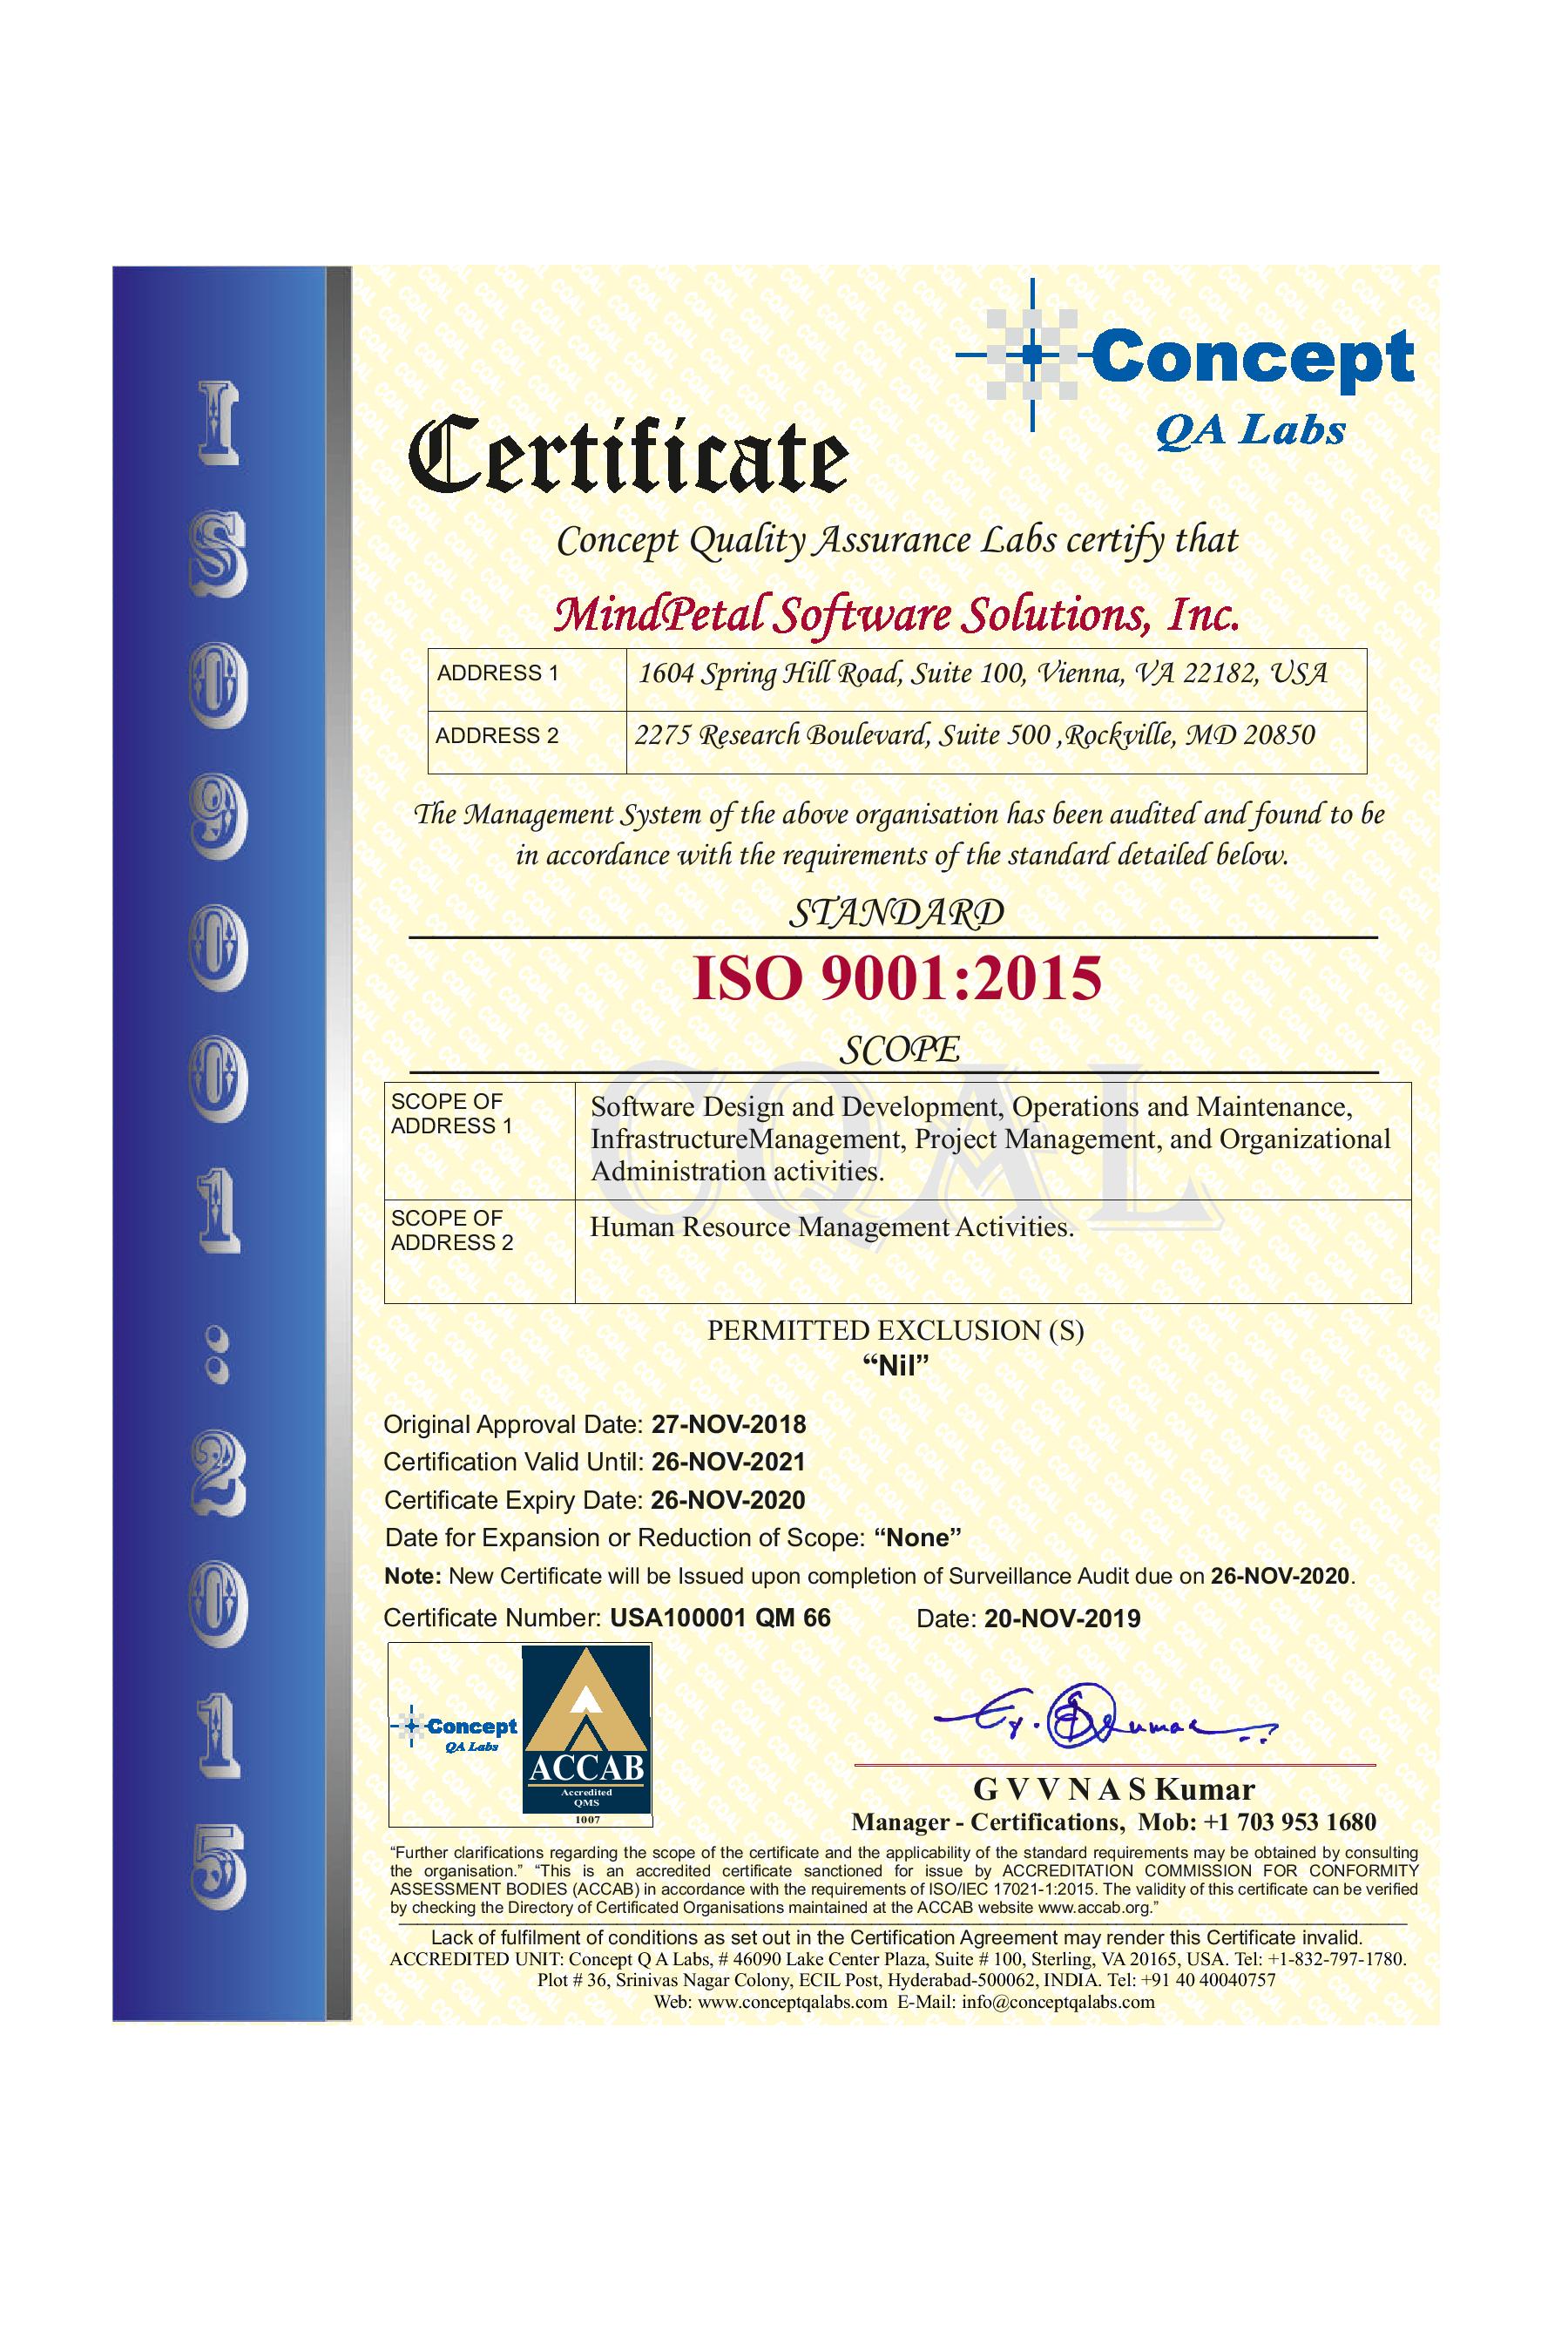 ISO9001:2015
Concept
QA Labs
Certificate
Concept Quality Assurance Labs certify that
MindPetal Software Solutions, Inc.
ADDRESS 1
1604 Spring Hill Road, Suite 100, Vienna, VA 22182, USA
ADDRESS 2
2275 Research Boulevard, Suite 500 ,Rockville, MD 20850
The Management System of the above organisation has been audited and found to be
in accordance with the requirements of the standard detailed below.
STANDARD
ISO 9001:2015
SCOPE
CQAL
SCOPE OF
ADDRESS 1
Software Design and Development, Operations and Maintenance,
InfrastructureManagement, Project Management, and Organizational
Administration activities.
SCOPE OF
ADDRESS 2
Human Resource Management Activities.
PERMITTED EXCLUSION (S)
“Nil”
Original Approval Date: 27-NOV-2018
Certification Valid Until: 26-NOV-2021
Certificate Expiry Date: 26-NOV-2020
Date for Expansion or Reduction of Scope: “None”
Note: New Certificate will be Issued upon completion of Surveillance Audit due on 26-NOV-2020.
Certificate Number: USA100001 QM 66 Date: 20-NOV-2019
Concept
QA Labs
ACCAB
Accredited
QMS
1007
G V V N A S Kumar
Manager - Certifications, Mob: +1 703 953 1680
“Further clarifications regarding the scope of the certificate and the applicability of the standard requirements may be obtained by consulting
the organisation.” “This is an accredited certificate sanctioned for issue by ACCREDITATION COMMISSION FOR CONFORMITY
ASSESSMENT BODIES (ACCAB) in accordance with the requirements of ISO/IEC 17021-1:2015. The validity of this certificate can be verified
by checking the Directory of Certificated Organisations maintained at the ACCAB website www.accab.org.”
Lack of fulfilment of conditions as set out in the Certification Agreement may render this Certificate invalid.
ACCREDITED UNIT: Concept Q A Labs, # 46090 Lake Center Plaza, Suite # 100, Sterling, VA 20165, USA. Tel: +1-832-797-1780.
Plot # 36, Srinivas Nagar Colony, ECIL Post, Hyderabad-500062, INDIA. Tel: +91 40 40040757
Web: www.conceptqalabs.com E-Mail: info@conceptqalabs.com